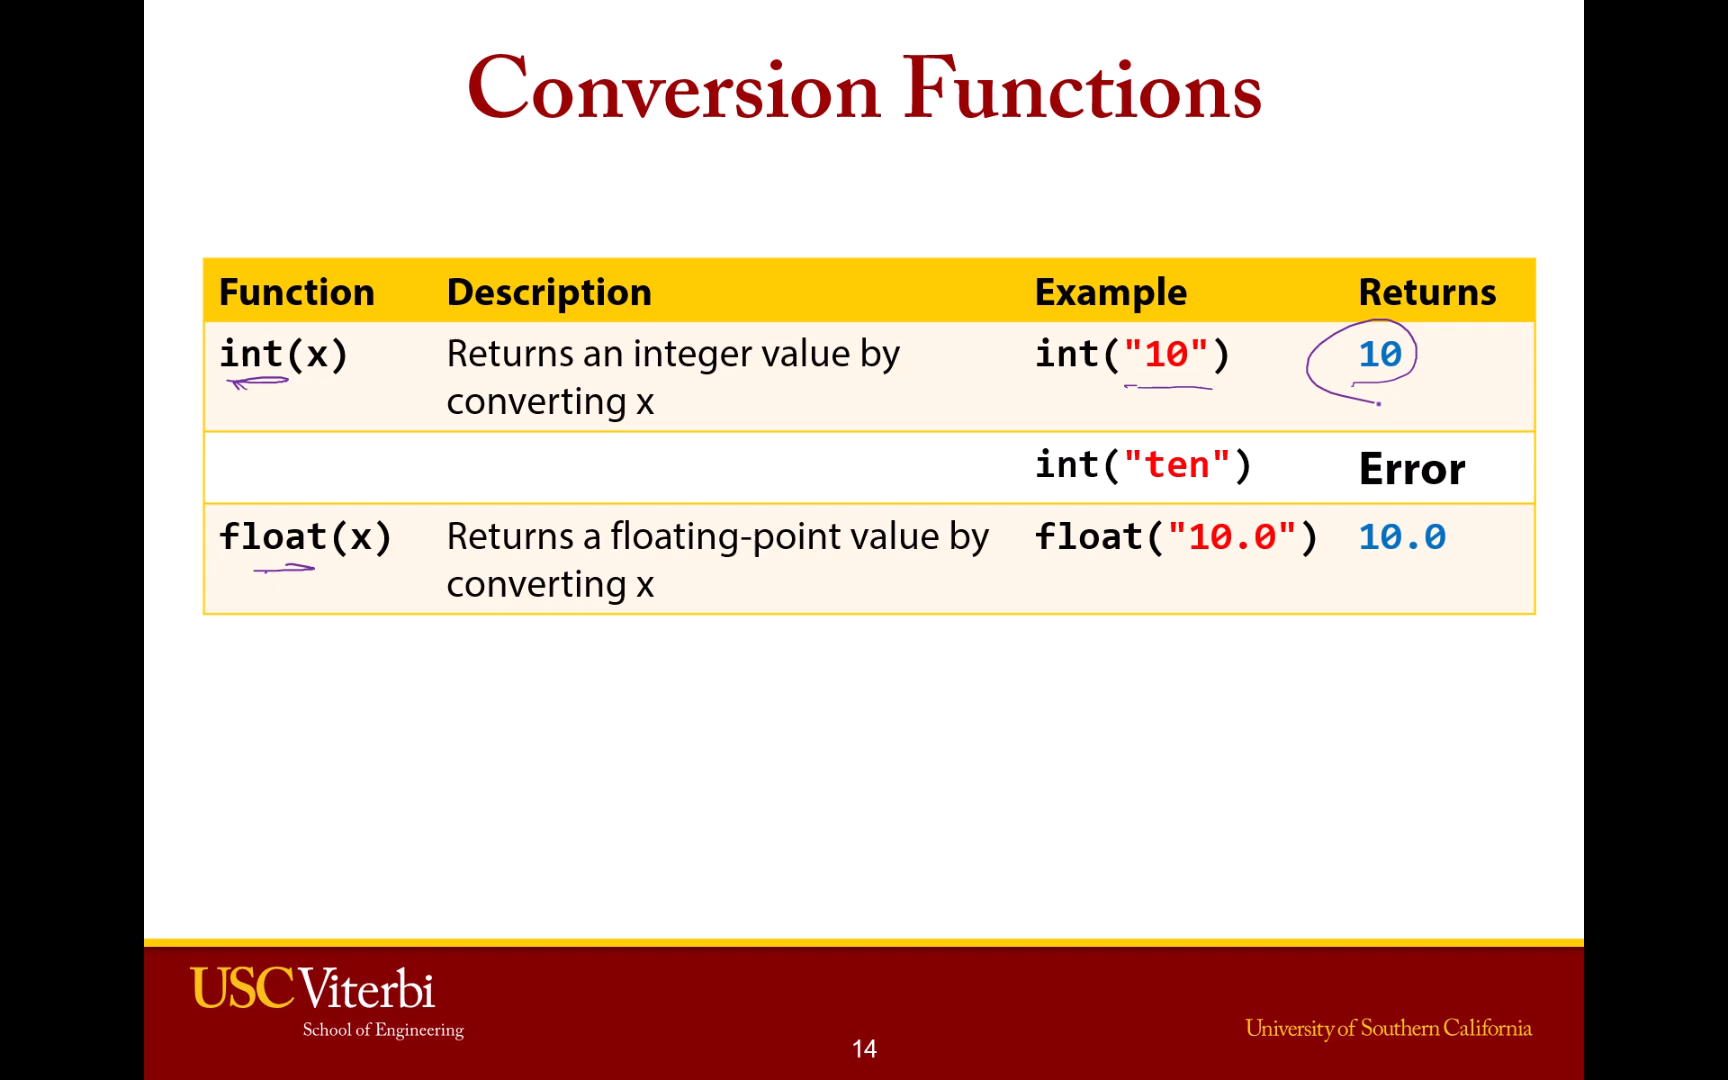 Conversion Functions
Function Description Example Returns
int(x) Returns an integer value by int("10") 10
converting x
int("ten") Error
float(x) Returns a floating-point value by float("10.0") 10.0
converting x
USC Viterbi
School of Engineering
University of Southern California
14